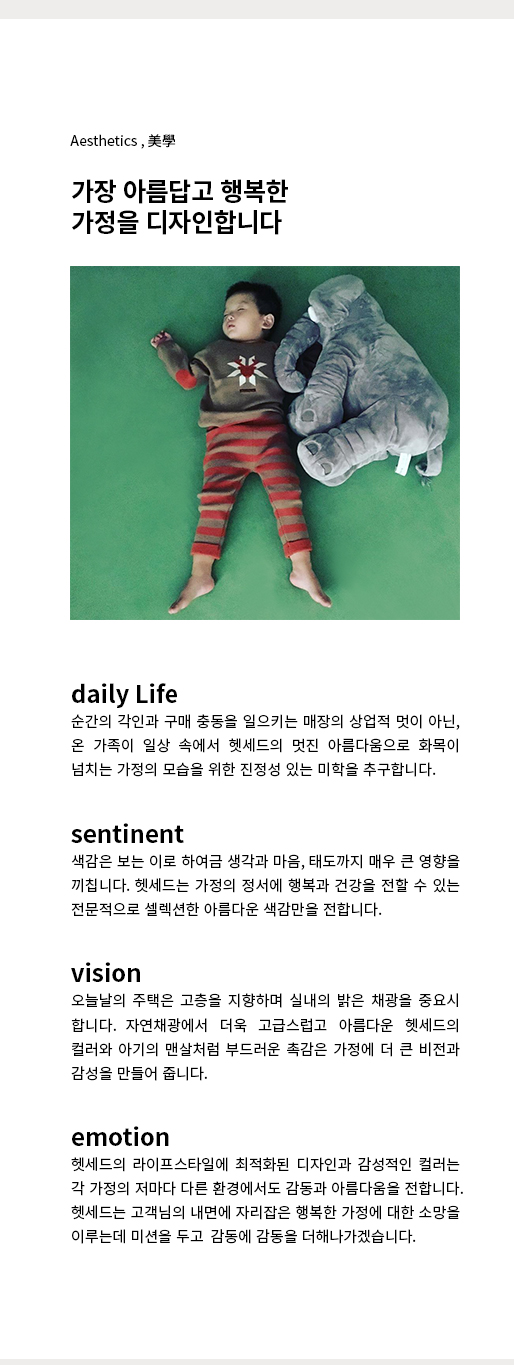 Aesthetics , 美學
가장 아름답고 행복한
가정을 디자인합니다
daily Life
순간의 각인과 구매 충동을 일으키는 매장의 상업적 멋이 아닌,
온 가족이 일상 속에서 헷세드의 멋진 아름다움으로 화목이
넘치는 가정의 모습을 위한 진정성 있는 미학을 추구합니다.
sentinent
색감은 보는 이로 하여금 생각과 마음, 태도까지 매우 큰 영향을
끼칩니다. 헷세드는 가정의 정서에 행복과 건강을 전할 수 있는
전문적으로 셀렉션한 아름다운 색감만을 전합니다.
vision
오늘날의 주택은 고층을 지향하며 실내의 밝은 채광을 중요시
합니다. 자연채광에서 더욱 고급스럽고 아름다운 헷세드의
컬러와 아기의 맨살처럼 부드러운 촉감은 가정에 더 큰 비전과
감성을 만들어 줍니다.
emotion
헷세드의 라이프스타일에 최적화된 디자인과 감성적인 컬러는
각 가정의 저마다 다른 환경에서도 감동과 아름다움을 전합니다.
헷세드는 고객님의 내면에 자리잡은 행복한 가정에 대한 소망을
이루는데 미션을 두고 감동에 감동을 더해나가겠습니다.